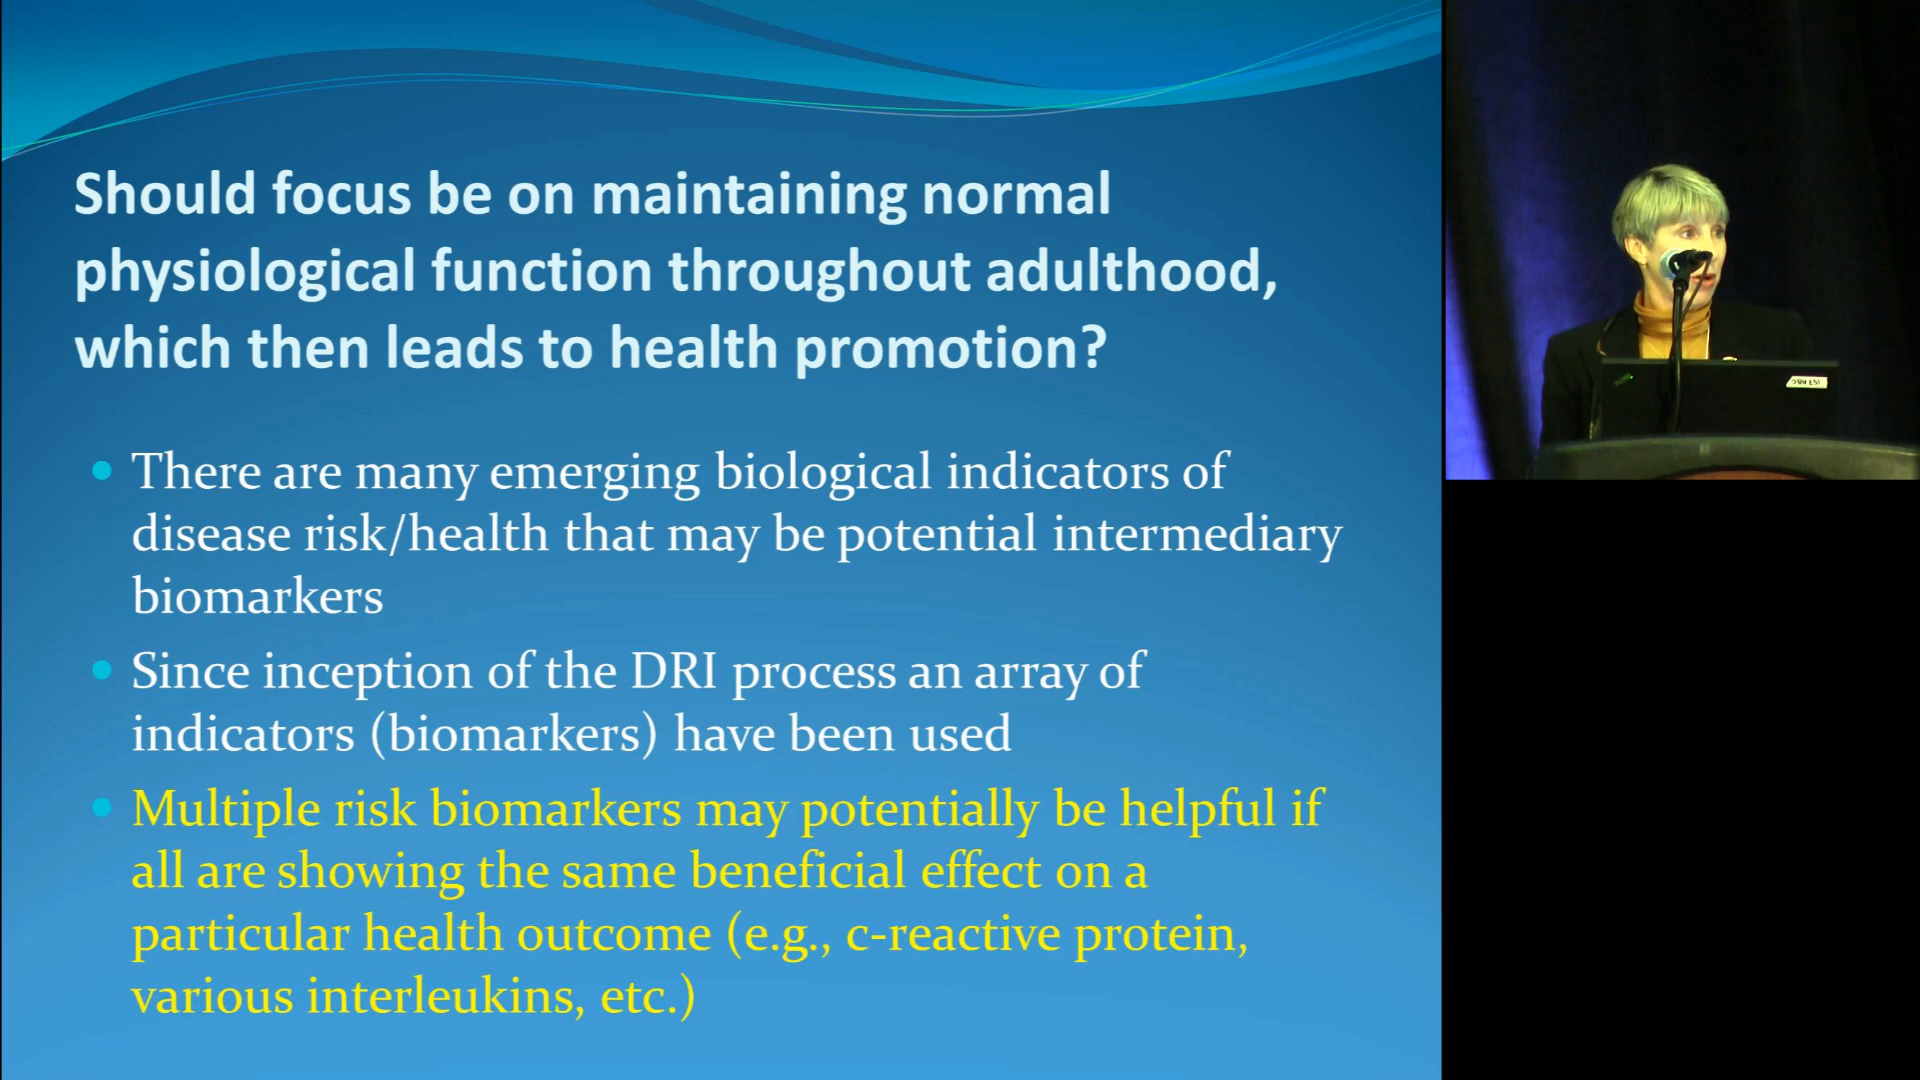 Should focus be on maintaining normal
physiological function throughout adulthood,
which then leads to health promotion?
There are many emerging biological indicators of
disease risk/health that may be potential intermediary
biomarkers
Since inception of the DRI process an array of
indicators (biomarkers) have been used
Multiple risk biomarkers may potentially be helpful if
all are showing the same beneficial effect on a
particular health outcome (e.g., c-reactive protein,
various interleukins, etc.)